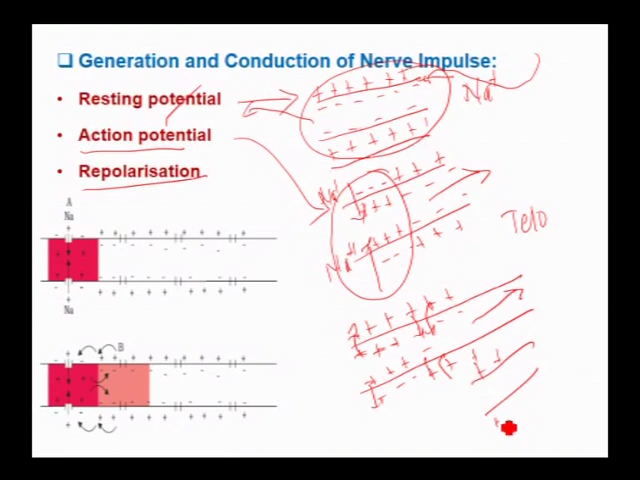 Generation and Conduction of Nerve Impulse:
• Resting potential
• Action potential
• Repolarisation
Na+
Na+
Na+
A
Na
Na
B